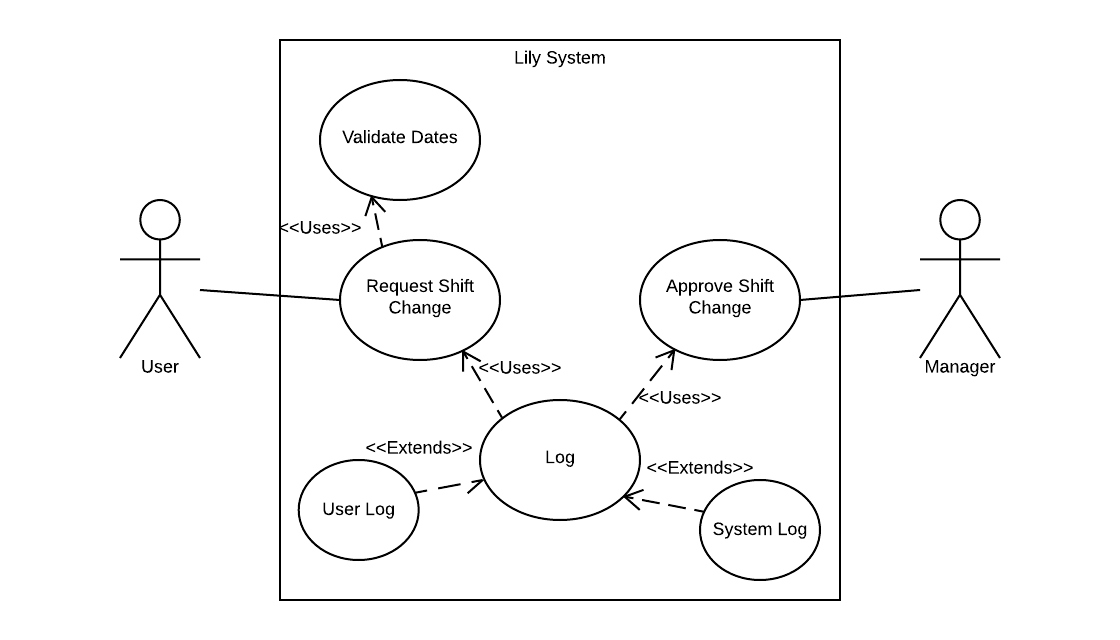 Lily System
Validate Dates
<<Uses>>
Request Shift
Change
Approve Shift
Change
User
Manager
<<Uses>>
<<Uses>>
<<Extends>>
Log
<<Extends>>
User Log
System Log